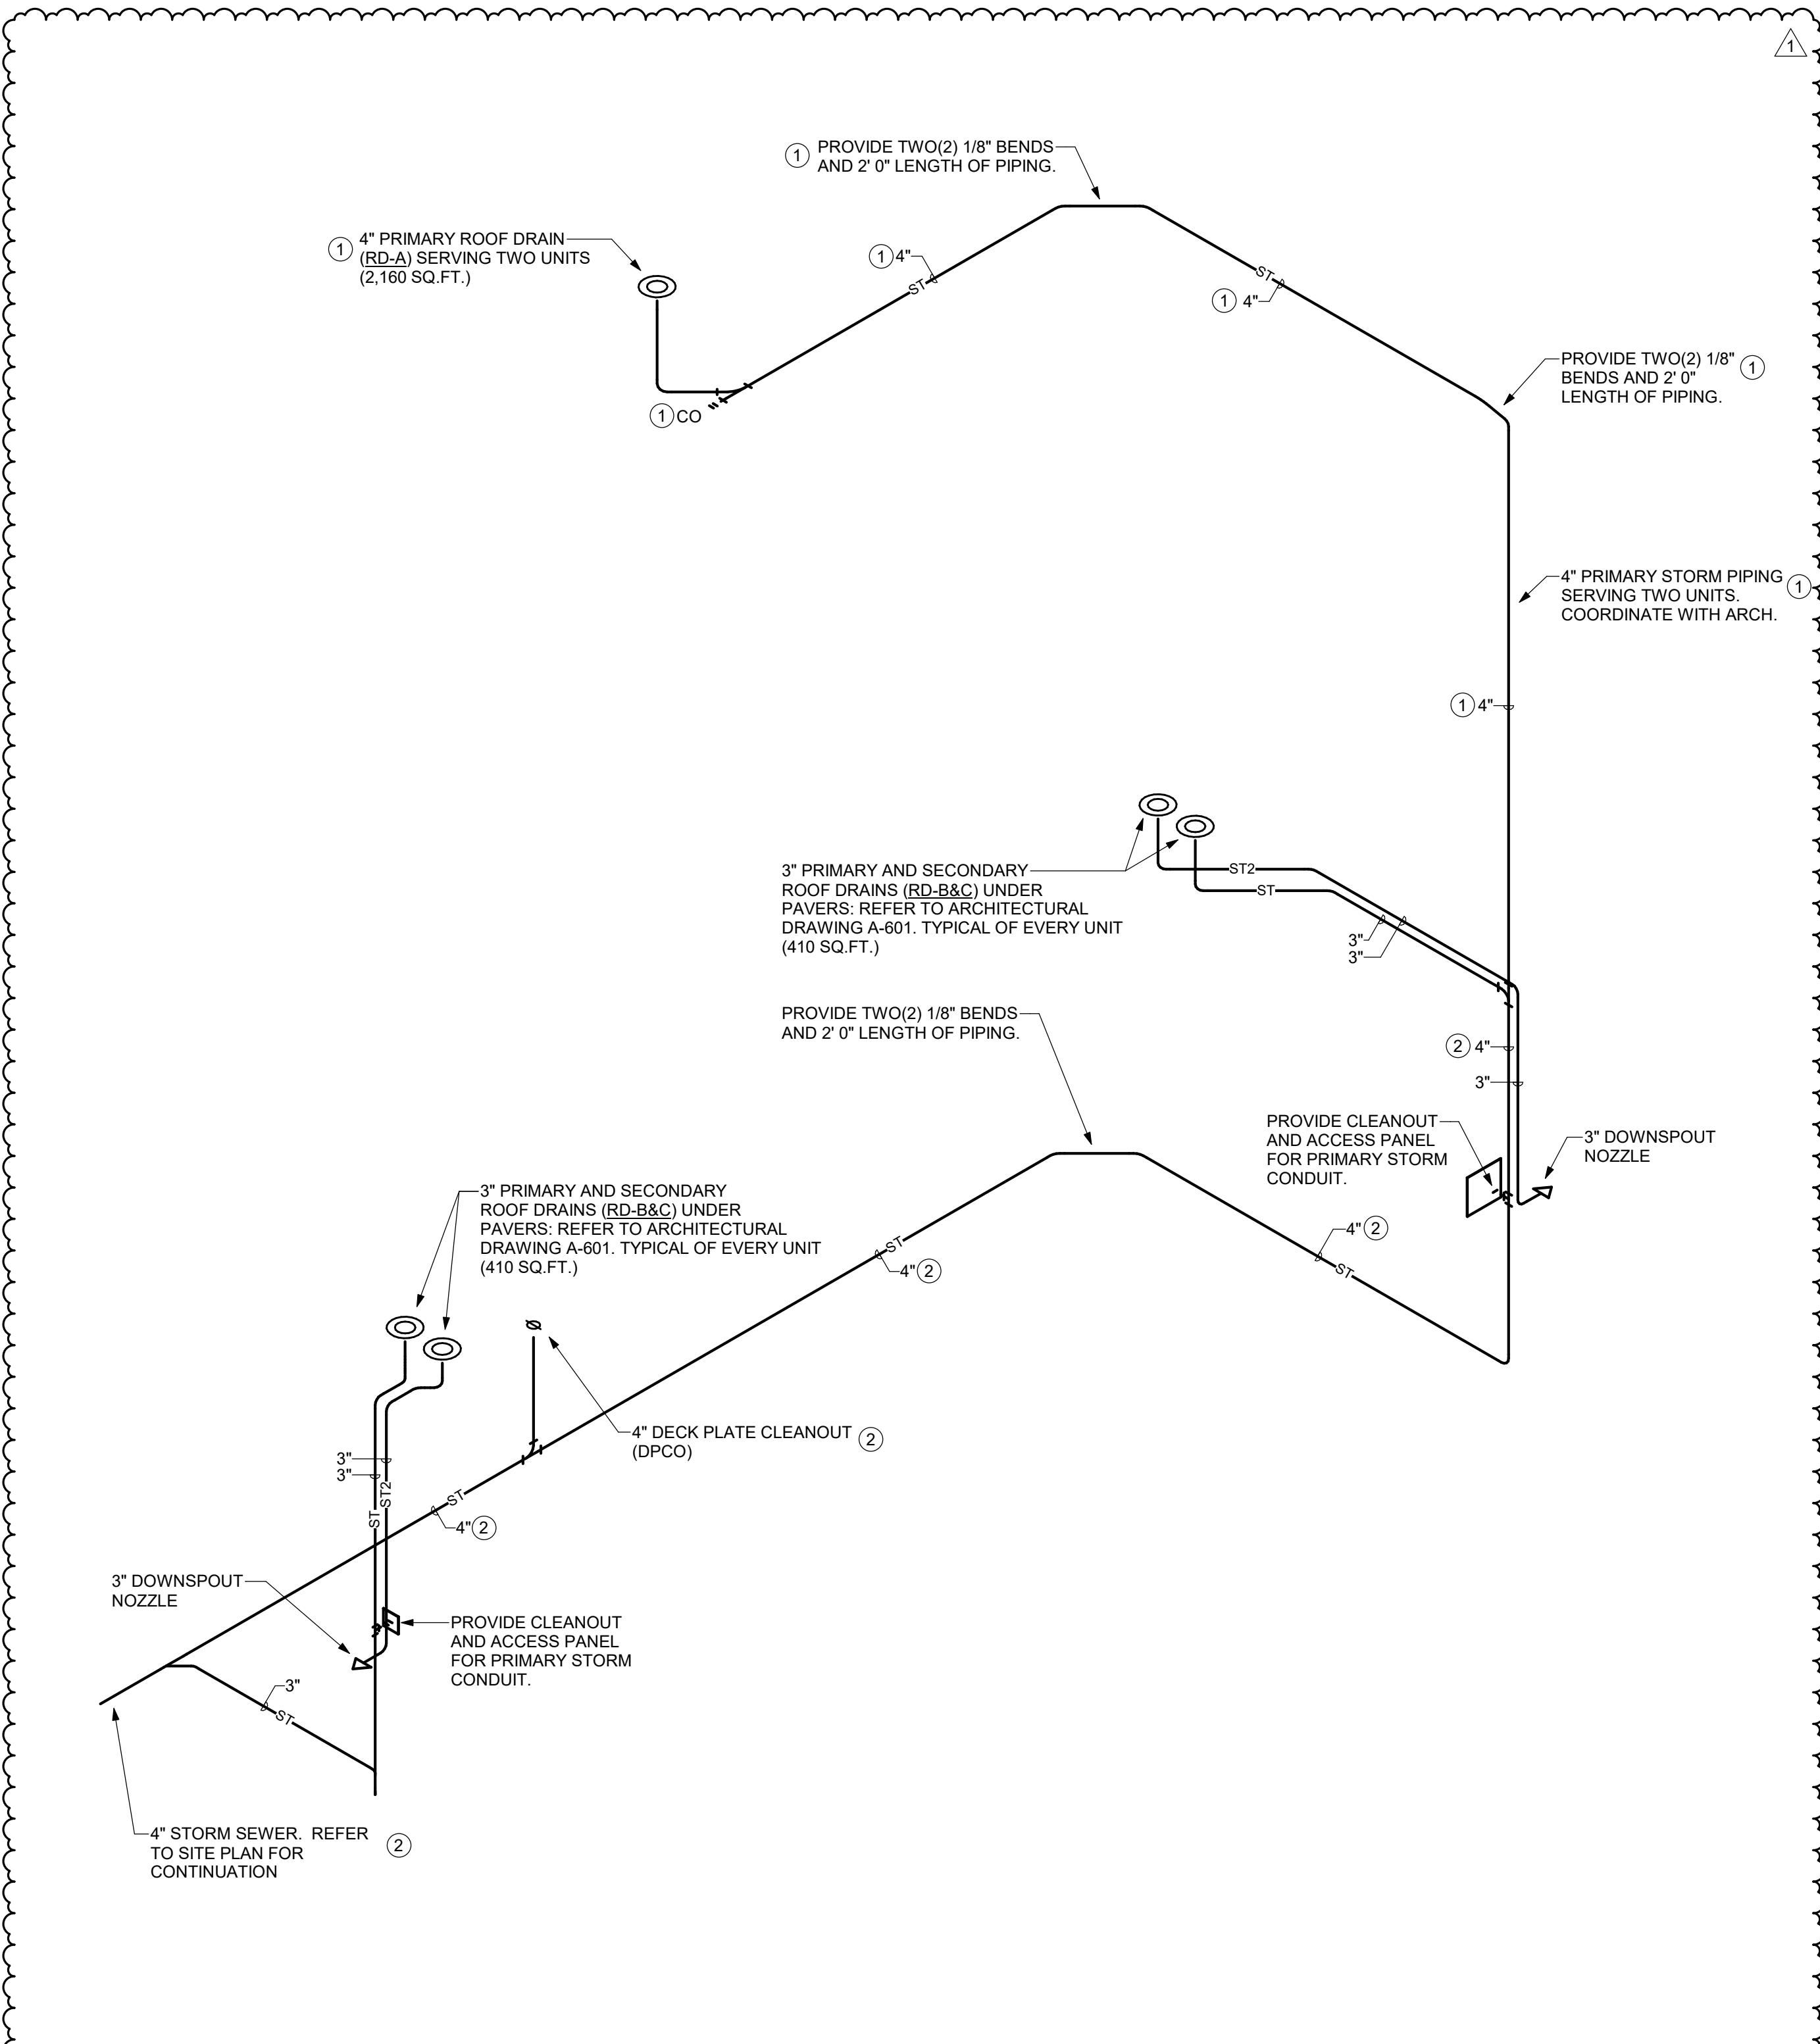 1
1 PROVIDE TWO(2) 1/8" BENDS
AND 2' 0" LENGTH OF PIPING.
1 4" PRIMARY ROOF DRAIN
(RD-A) SERVING TWO UNITS
(2,160 SQ.FT.)
1 4"
ST
ST
1 4"
PROVIDE TWO(2) 1/8" 1
BENDS AND 2' 0"
LENGTH OF PIPING.
1 CO
4" PRIMARY STORM PIPING 1
SERVING TWO UNITS.
COORDINATE WITH ARCH.
1 4"
3" PRIMARY AND SECONDARY
ROOF DRAINS (RD-B&C) UNDER
PAVERS: REFER TO ARCHITECTURAL
DRAWING A-601. TYPICAL OF EVERY UNIT
(410 SQ.FT.)
ST2
ST
3"
3"
PROVIDE TWO(2) 1/8" BENDS
AND 2' 0" LENGTH OF PIPING.
2 4"
3"
PROVIDE CLEANOUT
AND ACCESS PANEL
FOR PRIMARY STORM
CONDUIT.
3" DOWNSPOUT
NOZZLE
3" PRIMARY AND SECONDARY
ROOF DRAINS (RD-B&C) UNDER
PAVERS: REFER TO ARCHITECTURAL
DRAWING A-601. TYPICAL OF EVERY UNIT
(410 SQ.FT.)
ST
4" 2
4" 2
ST
4" DECK PLATE CLEANOUT 2
(DPCO)
3"
3"
ST2
ST
ST
4" 2
3" DOWNSPOUT
NOZZLE
PROVIDE CLEANOUT
AND ACCESS PANEL
FOR PRIMARY STORM
CONDUIT.
3"
ST
4" STORM SEWER. REFER 2
TO SITE PLAN FOR
CONTINUATION